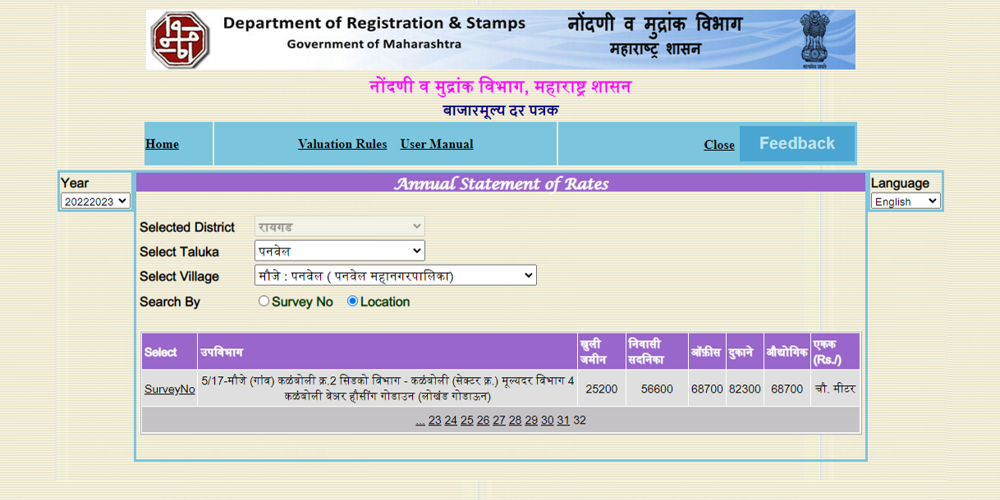 Department of Registration & Stamps
Government of Maharashtra
नोंदणी व मुद्रांक विभाग
महाराष्ट्र शासन
नोंदणी व मुद्रांक विभाग, महाराष्ट्र शासन
बाजारमूल्य दर पत्रक
Home Valuation Rules User Manual Close Feedback
Year
20222023
Annual Statement of Rates
Language
English
Selected District रायगड
Select Taluka पनवेल
Select Village मौजे : पनवेल ( पनवेल महानगरपालिका)
Search By Survey No Location
Select उपविभाग खुली जमीन निवासी सदनिका ऑफ़ीस दुकाने औद्योगिक एकक (Rs./)
SurveyNo 5/17-मौजे (गांव) कळंबोली क्र.2 सिडको विभाग - कळंबोली (सेक्टर क्र.) मूल्यदर विभाग 4 कळंबोली वेअर हौसींग गोडाउन (लोखंड गोडाऊन) 25200 56600 68700 82300 68700 चौ. मीटर
... 23 24 25 26 27 28 29 30 31 32